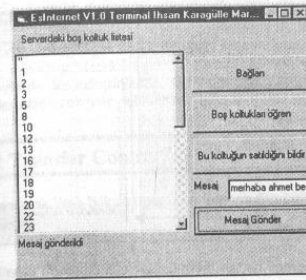 EsInternet V1.0 Terminal Ihsan Karagülle Mar...
Serverdeki boş koltuk listesi
"
1
2
3
5
8
10
12
13
16
17
18
19
20
22
23
Bağlan
Boş koltukları öğren
Bu koltuğun satıldığını bildir
Mesaj merhaba ahmet be
Mesaj Gönder
Mesaj gönderildi